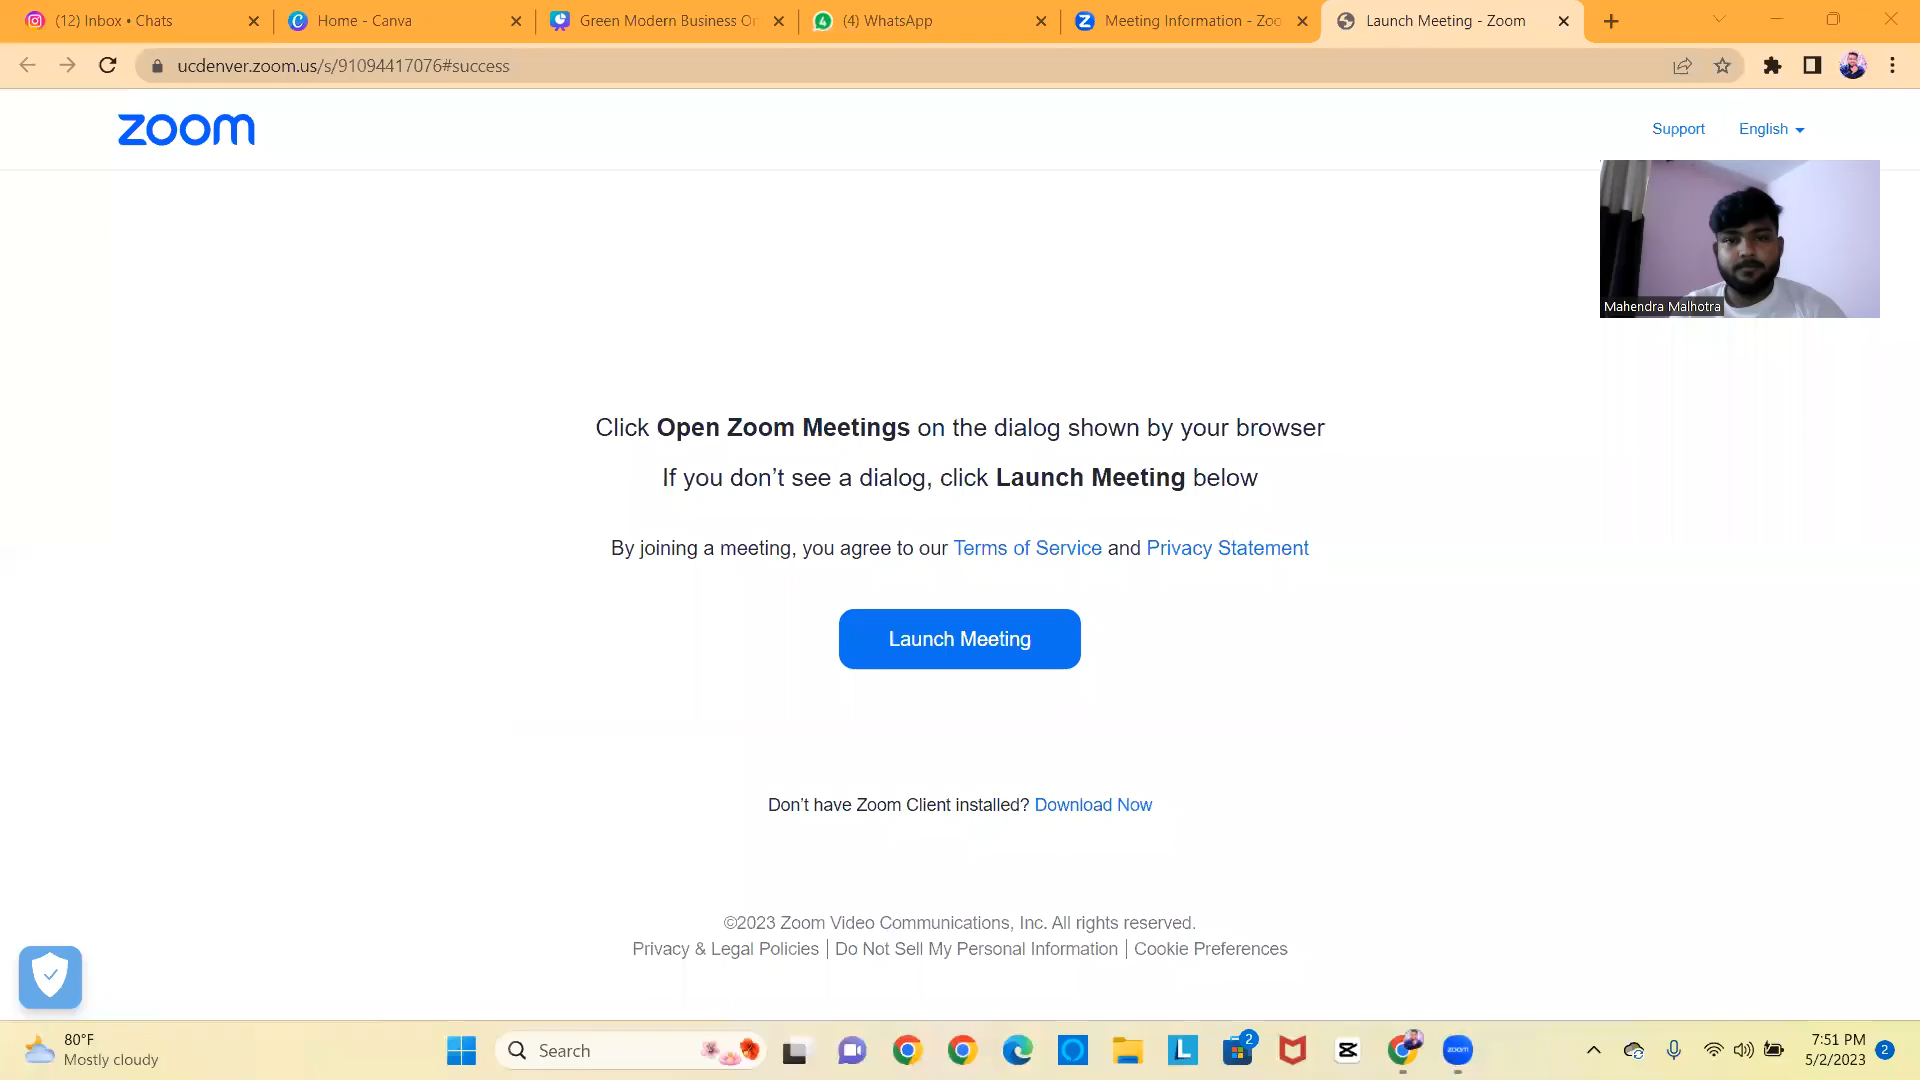 (12) Inbox • Chats
Home - Canva
Green Modern Business On
(4) WhatsApp
Meeting Information - Zoo
Launch Meeting - Zoom
ucdenver.zoom.us/s/91094417076#success
zoom
Support
English
Mahendra Malhotra
Click Open Zoom Meetings on the dialog shown by your browser
If you don’t see a dialog, click Launch Meeting below
By joining a meeting, you agree to our Terms of Service and Privacy Statement
Launch Meeting
Don’t have Zoom Client installed? Download Now
©2023 Zoom Video Communications, Inc. All rights reserved.
Privacy & Legal Policies | Do Not Sell My Personal Information | Cookie Preferences
80°F
Mostly cloudy
Search
2
zoom
7:51 PM
5/2/2023
2